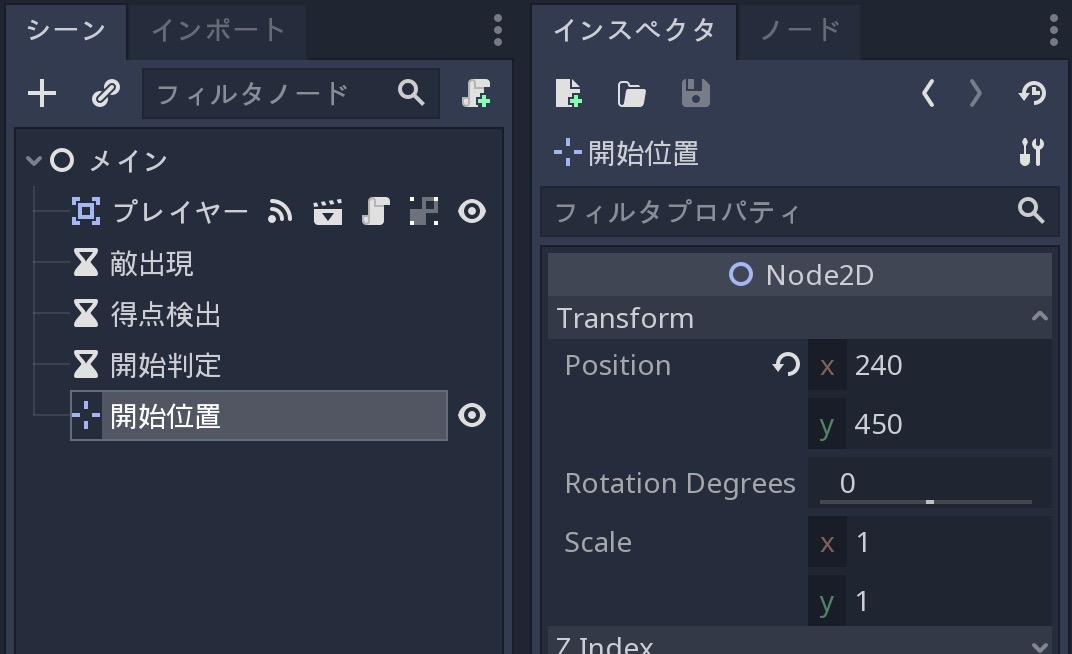 シーン インポート
フィルタノード
メイン
プレイヤー
敵出現
得点検出
開始判定
開始位置
インスペクタ ノード
開始位置
フィルタプロパティ
Node2D
Transform
Position x 240
y 450
Rotation Degrees 0
Scale x 1
y 1
Z Index